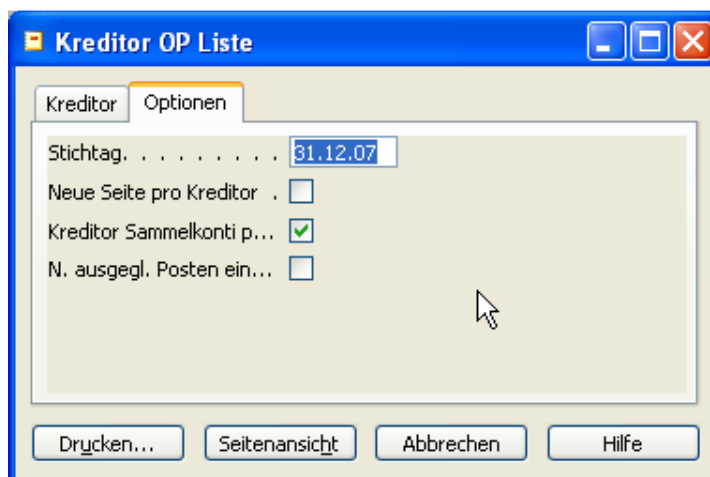 Kreditor OP Liste
Kreditor Optionen
Stichtag. . . . . . . . . . 31.12.07
Neue Seite pro Kreditor .
Kreditor Sammelkonti p...
N. ausgegl. Posten ein...
Drucken... Seitenansicht Abbrechen Hilfe